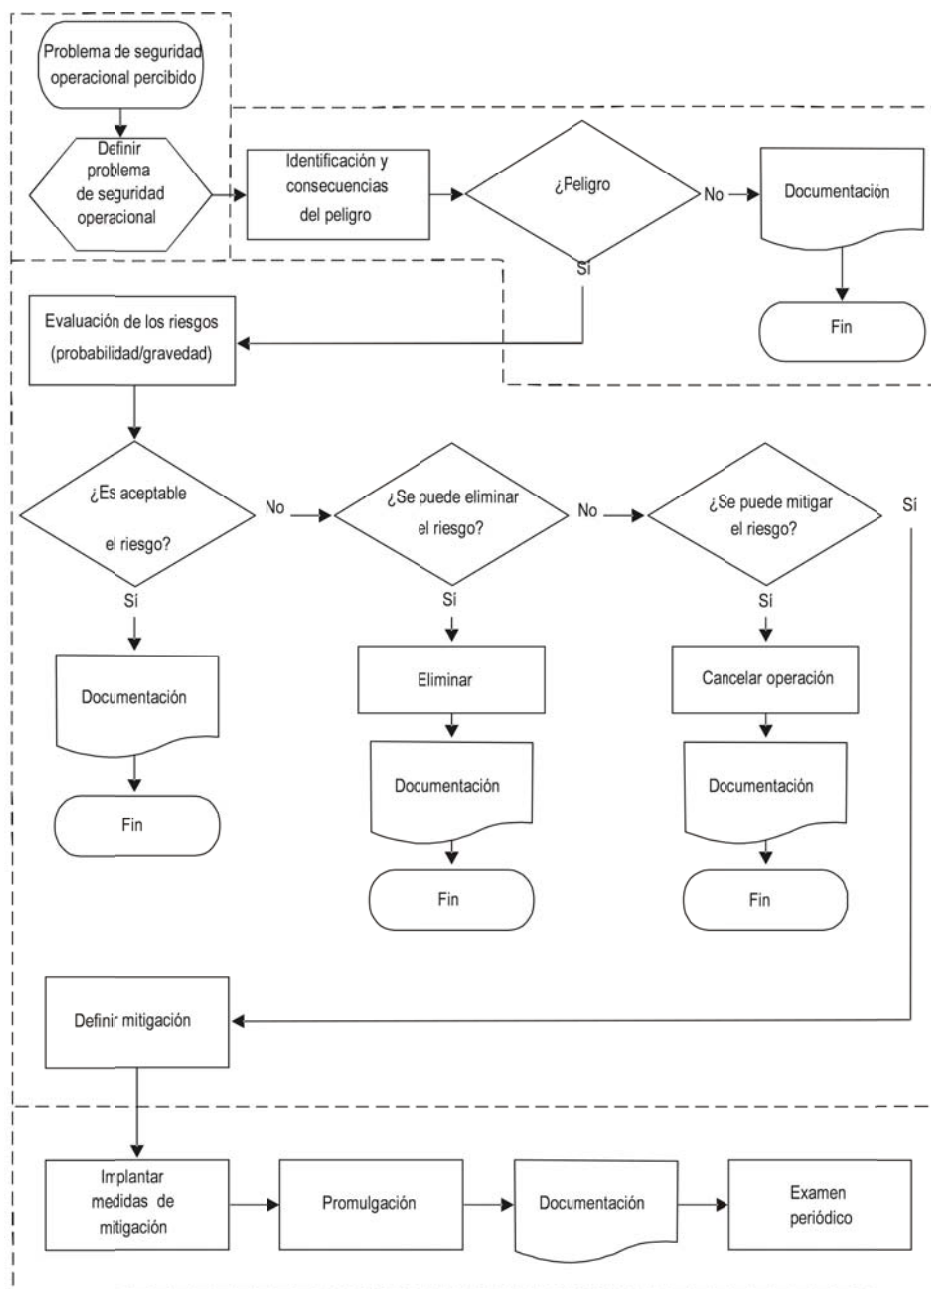 Problema de seguridad
operacional percibido
Definir
problema
de seguridad
operacional
Identificación y
consecuencias
del peligro
¿Peligro
No
Documentación
Sí
Fin
Evaluación de los riesgos
(probabilidad/gravedad)
¿Es aceptable
el riesgo?
No
¿Se puede eliminar
el riesgo?
No
¿Se puede mitigar
el riesgo?
Sí
Sí
Sí
Sí
Documentación
Eliminar
Cancelar operación
Documentación
Documentación
Fin
Fin
Fin
Definir mitigación
Implantar
medidas de
mitigación
Promulgación
Documentación
Examen
periódico